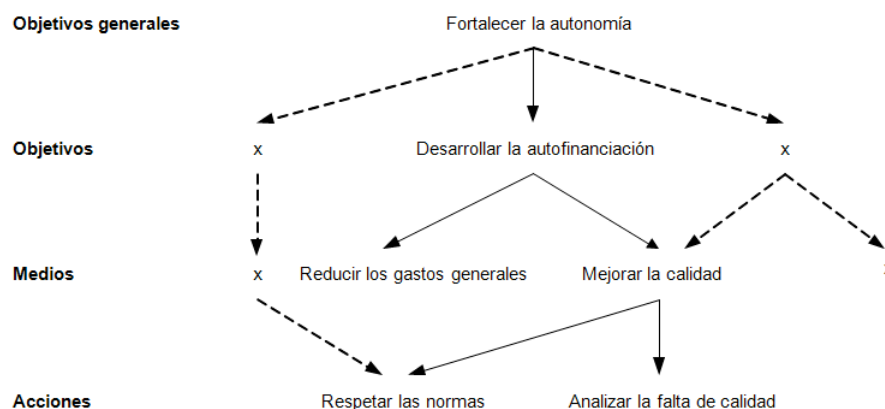 Objetivos generales Fortalecer la autonomía
Objetivos x Desarrollar la autofinanciación x
Medios x Reducir los gastos generales Mejorar la calidad
Acciones Respetar las normas Analizar la falta de calidad